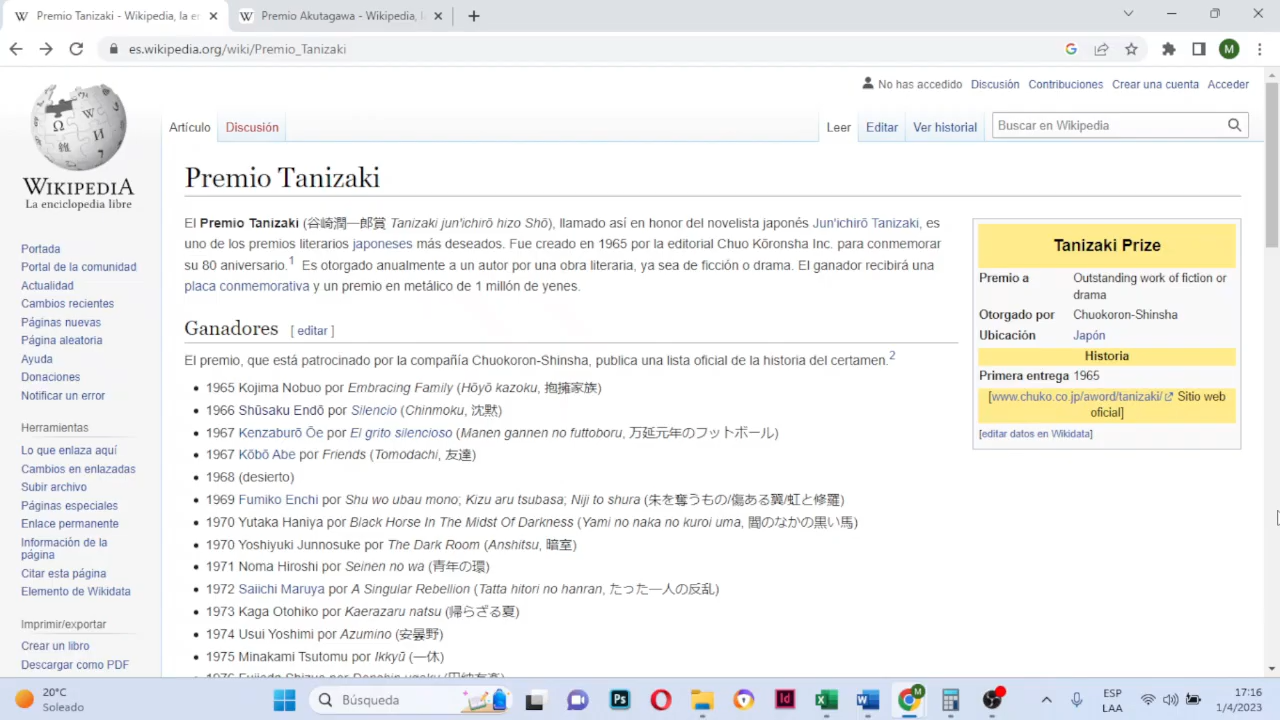 Premio Tanizaki - Wikipedia, la en
Premio Akutagawa - Wikipedia, l
es.wikipedia.org/wiki/Premio_Tanizaki
M
No has accedido Discusión Contribuciones Crear una cuenta Acceder
Artículo Discusión Leer Editar Ver historial Buscar en Wikipedia
WIKIPEDIA
La enciclopedia libre
Portada
Portal de la comunidad
Actualidad
Cambios recientes
Páginas nuevas
Página aleatoria
Ayuda
Donaciones
Notificar un error
Herramientas
Lo que enlaza aquí
Cambios en enlazadas
Subir archivo
Páginas especiales
Enlace permanente
Información de la
página
Citar esta página
Elemento de Wikidata
Imprimir/exportar
Crear un libro
Descargar como PDF
Premio Tanizaki
El Premio Tanizaki (谷崎潤一郎賞 Tanizaki jun'ichirō hizo Shō), llamado así en honor del novelista japonés Jun'ichirō Tanizaki, es
uno de los premios literarios japoneses más deseados. Fue creado en 1965 por la editorial Chuo Kōronsha Inc. para conmemorar
su 80 aniversario.1 Es otorgado anualmente a un autor por una obra literaria, ya sea de ficción o drama. El ganador recibirá una
placa conmemorativa y un premio en metálico de 1 millón de yenes.
Ganadores [ editar ]
El premio, que está patrocinado por la compañía Chuokoron-Shinsha, publica una lista oficial de la historia del certamen.2
• 1965 Kojima Nobuo por Embracing Family (Hōyō kazoku, 抱擁家族)
• 1966 Shūsaku Endō por Silencio (Chinmoku, 沈黙)
• 1967 Kenzaburō Ōe por El grito silencioso (Manen gannen no futtoboru, 万延元年のフットボール)
• 1967 Kōbō Abe por Friends (Tomodachi, 友達)
• 1968 (desierto)
• 1969 Fumiko Enchi por Shu wo ubau mono; Kizu aru tsubasa; Niji to shura (朱を奪うもの/傷ある翼/虹と修羅)
• 1970 Yutaka Haniya por Black Horse In The Midst Of Darkness (Yami no naka no kuroi uma, 闇のなかの黒い馬)
• 1970 Yoshiyuki Junnosuke por The Dark Room (Anshitsu, 暗室)
• 1971 Noma Hiroshi por Seinen no wa (青年の環)
• 1972 Saiichi Maruya por A Singular Rebellion (Tatta hitori no hanran, たった一人の反乱)
• 1973 Kaga Otohiko por Kaerazaru natsu (帰らざる夏)
• 1974 Usui Yoshimi por Azumino (安曇野)
• 1975 Minakami Tsutomu por Ikkyū (一休)
Tanizaki Prize
Premio a Outstanding work of fiction or
drama
Otorgado por Chuokoron-Shinsha
Ubicación Japón
Historia
Primera entrega 1965
[www.chuko.co.jp/aword/tanizaki/ Sitio web
oficial]
[editar datos en Wikidata]
20°C
Soleado
Búsqueda
Ps
Id
M
ESP
LAA
17:16
1/4/2023